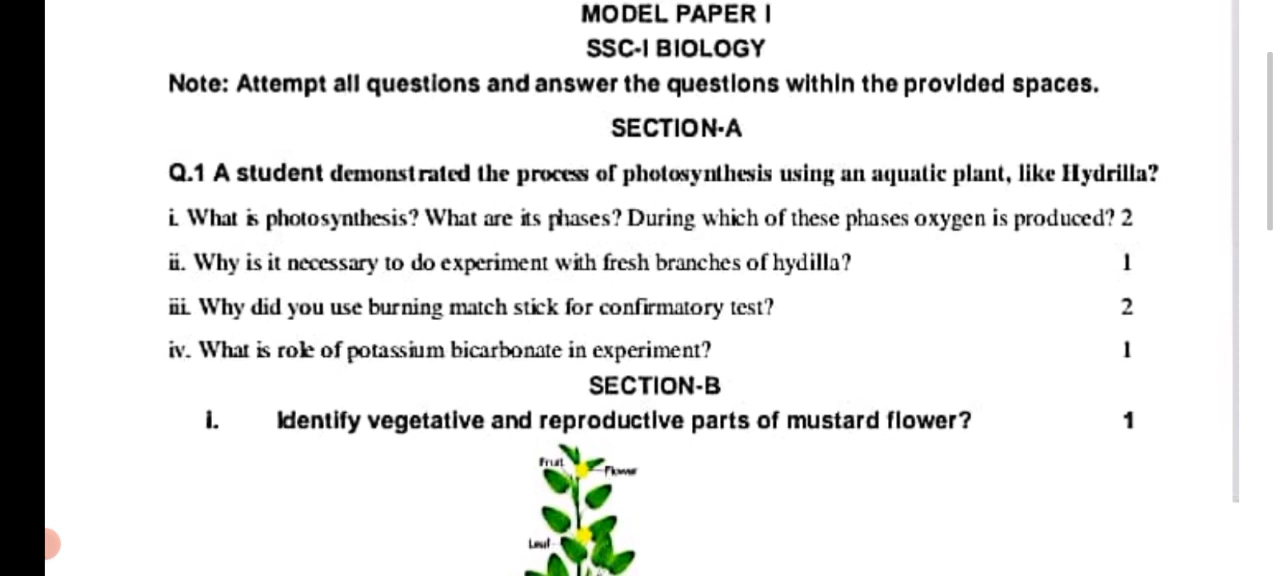 MODEL PAPER I
SSC-I BIOLOGY
Note: Attempt all questions and answer the questions within the provided spaces.
SECTION-A
Q.1 A student demonstrated the process of photosynthesis using an aquatic plant, like Hydrilla?
i. What is photosynthesis? What are its phases? During which of these phases oxygen is produced? 2
ii. Why is it necessary to do experiment with fresh branches of hydilla? 1
iii. Why did you use burning match stick for confirmatory test? 2
iv. What is role of potassium bicarbonate in experiment? 1
SECTION-B
i. Identify vegetative and reproductive parts of mustard flower? 1
Fruit
Flower
Leaf